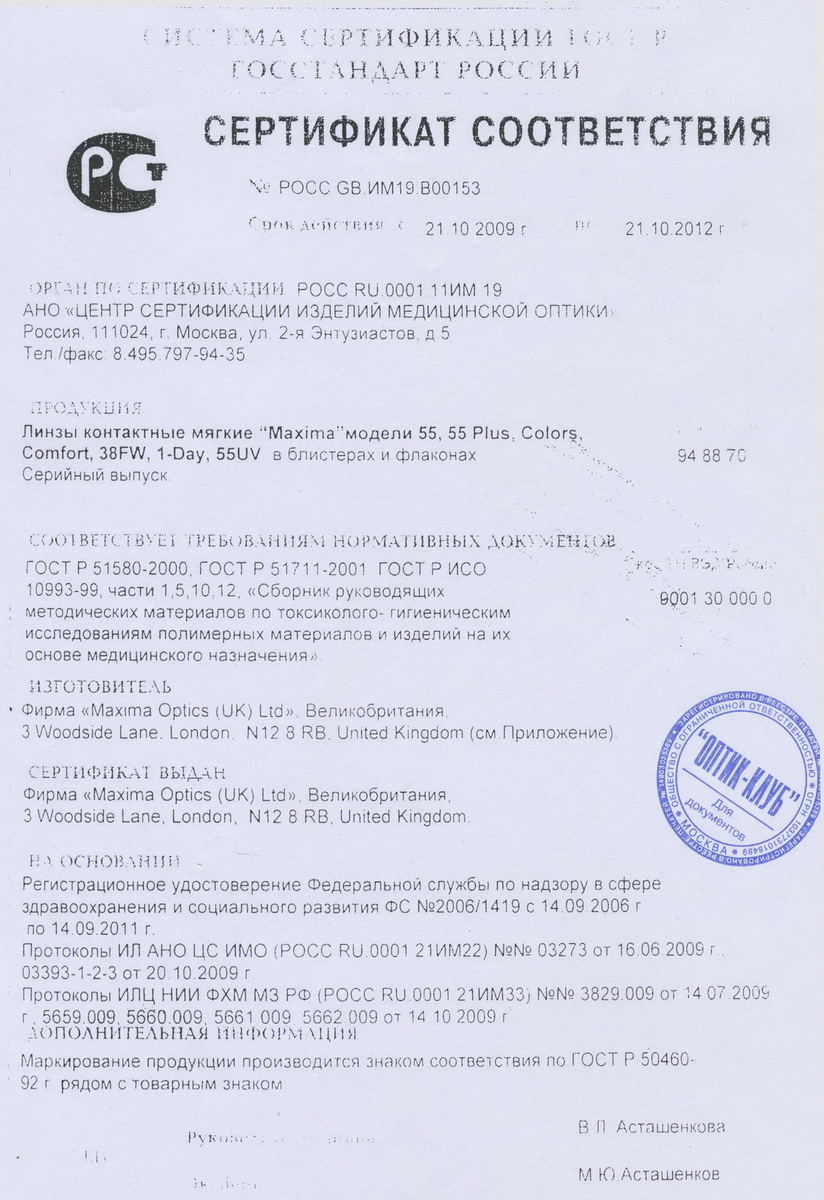 СИСТЕМА СЕРТИФИКАЦИИ ГОСТ Р
ГОССТАНДАРТ РОССИИ
СЕРТИФИКАТ СООТВЕТСТВИЯ
РСТ
№ РОСС GB.ИМ19.В00153
Срок действия с 21.10.2009 г по 21.10.2012 г
ОРГАН ПО СЕРТИФИКАЦИИ РОСС RU.0001.11ИМ 19
АНО «ЦЕНТР СЕРТИФИКАЦИИ ИЗДЕЛИЙ МЕДИЦИНСКОЙ ОПТИКИ»
Россия, 111024, г. Москва, ул. 2-я Энтузиастов, д.5
Тел /факс: 8.495.797-94-35
ПРОДУКЦИЯ
Линзы контактные мягкие “Maxima”модели 55, 55 Plus, Colors,
Comfort, 38FW, 1-Day, 55UV в блистерах и флаконах 94 88 70
Серийный выпуск.
СООТВЕТСТВУЕТ ТРЕБОВАНИЯМ НОРМАТИВНЫХ ДОКУМЕНТОВ
ГОСТ Р 51580-2000, ГОСТ Р 51711-2001 ГОСТ Р ИСО
10993-99, части 1,5,10,12, «Сборник руководящих 9001 30 000 0
методических материалов по токсиколого- гигиеническим
исследованиям полимерных материалов и изделий на их
основе медицинского назначения».
ИЗГОТОВИТЕЛЬ
Фирма «Maxima Optics (UK) Ltd», Великобритания,
3 Woodside Lane, London, N12 8 RB, United Kingdom (см.Приложение).
СЕРТИФИКАТ ВЫДАН
Фирма «Maxima Optics (UK) Ltd», Великобритания,
3 Woodside Lane, London, N12 8 RB, United Kingdom.
ОБЩЕСТВО С ОГРАНИЧЕННОЙ ОТВЕТСТВЕННОСТЬЮ * ОГРН 1037731018489 * МОСКВА *
"ОПТИК-КЛУБ"
Для
документов
НА ОСНОВАНИИ
Регистрационное удостоверение Федеральной службы по надзору в сфере
здравоохранения и социального развития ФС №2006/1419 с 14.09 2006 г
по 14.09.2011 г.
Протоколы ИЛ АНО ЦС ИМО (РОСС RU.0001 21ИМ22) №№ 03273 от 16.06.2009 г.,
03393-1-2-3 от 20.10.2009 г.
Протоколы ИЛЦ НИИ ФХМ МЗ РФ (РОСС RU.0001 21ИМ33) №№ 3829.009 от 14 07.2009
г., 5659.009, 5660.009, 5661 009 5662.009 от 14 10 2009 г
ДОПОЛНИТЕЛЬНАЯ ИНФОРМАЦИЯ
Маркирование продукции производится знаком соответствия по ГОСТ Р 50460-
92 г. рядом с товарным знаком
В Л Асташенкова
М Ю.Асташенков